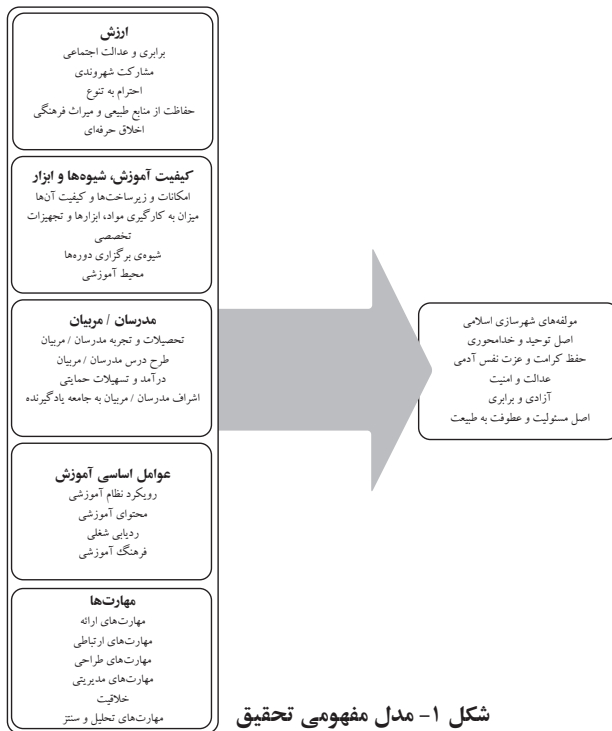 ارزش
برابری و عدالت اجتماعی
مشارکت شهروندی
احترام به تنوع
حفاظت از منابع طبیعی و میراث فرهنگی
اخلاق حرفه‌ای
کیفیت آموزش، شیوه‌ها و ابزار
امکانات و زیرساخت‌ها و کیفیت آن‌ها
میزان به کارگیری مواد، ابزارها و تجهیزات
تخصصی
شیوه‌ی برگزاری دوره‌ها
محیط آموزشی
مدرسان / مربیان
تحصیلات و تجربه مدرسان / مربیان
طرح درس مدرسان / مربیان
درآمد و تسهیلات حمایتی
اشراف مدرسان / مربیان به جامعه یادگیرنده
عوامل اساسی آموزش
رویکرد نظام آموزشی
محتوای آموزشی
ردیابی شغلی
فرهنگ آموزشی
مهارت‌ها
مهارت‌های ارائه
مهارت‌های ارتباطی
مهارت‌های طراحی
مهارت‌های مدیریتی
خلاقیت
مهارت‌های تحلیل و سنتز
مولفه‌های شهرسازی اسلامی
اصل توحید و خدامحوری
حفظ کرامت و عزت نفس آدمی
عدالت و امنیت
آزادی و برابری
اصل مسئولیت و عطوفت به طبیعت
شکل ۱- مدل مفهومی تحقیق